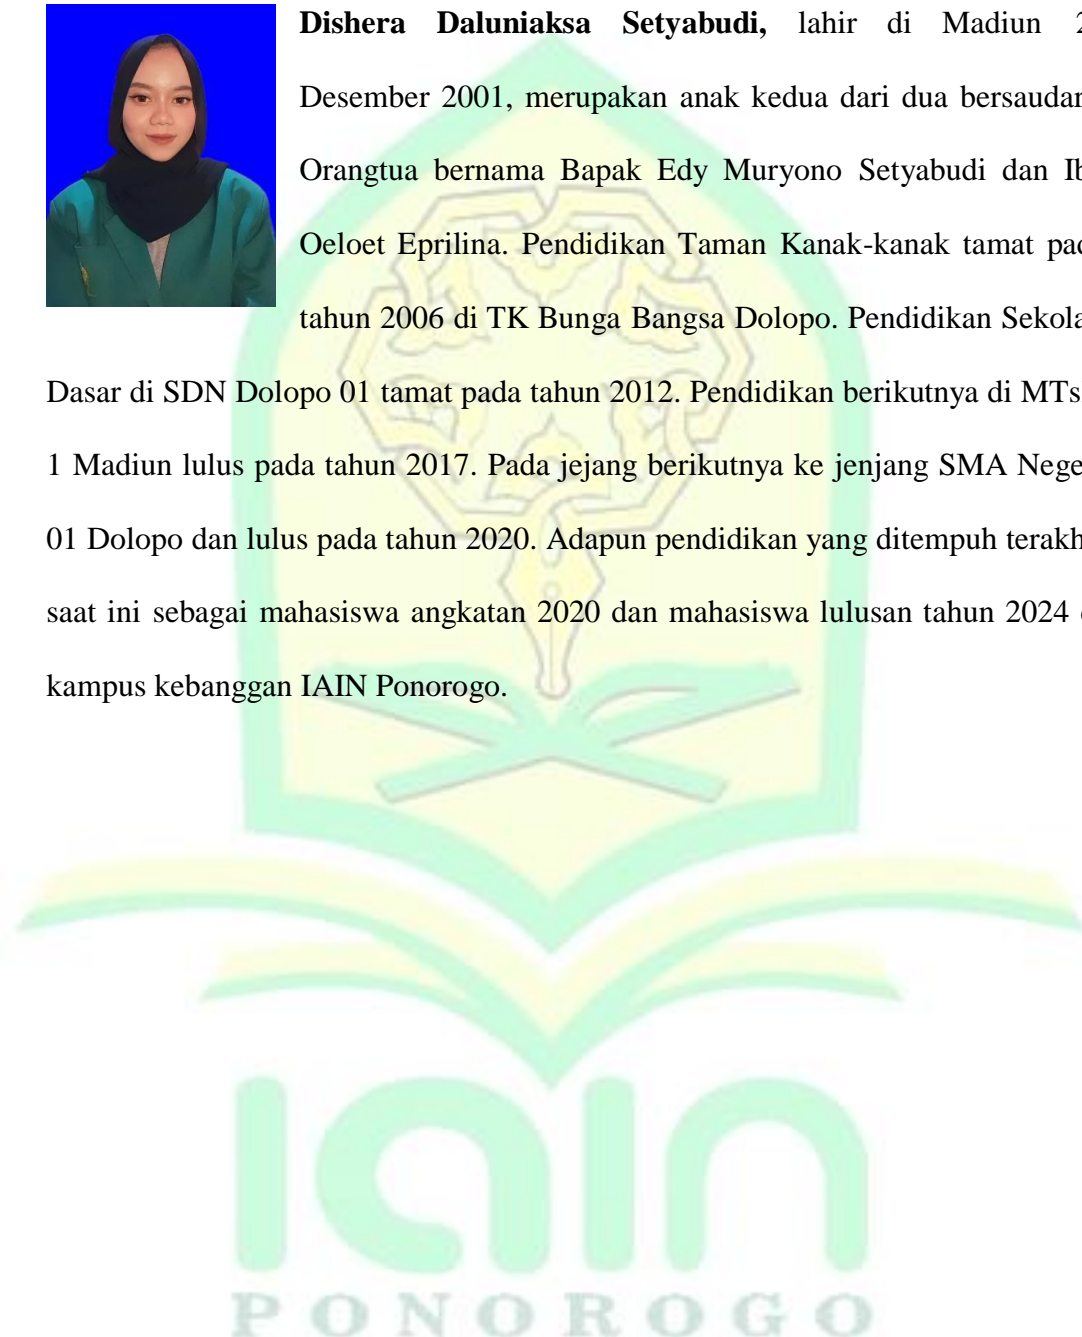 Dishera Daluniaksa Setyabudi, lahir di Madiun
Desember 2001, merupakan anak kedua dari dua
Orangtua bernama Bapak Edy Muryono Setyabudi dan
Oeloet Eprilina. Pendidikan Taman Kanak-kanak tamat
tahun 2006 di TK Bunga Bangsa Dolopo. Pendidikan
Dasar di SDN Dolopo 01 tamat pada tahun 2012. Pendidikan berikutnya di MTs
1 Madiun lulus pada tahun 2017. Pada jejang berikutnya ke jenjang SMA
01 Dolopo dan lulus pada tahun 2020. Adapun pendidikan yang ditempuh
saat ini sebagai mahasiswa angkatan 2020 dan mahasiswa lulusan tahun 2024
kampus kebanggan IAIN Ponorogo.
iain
PONOROGO